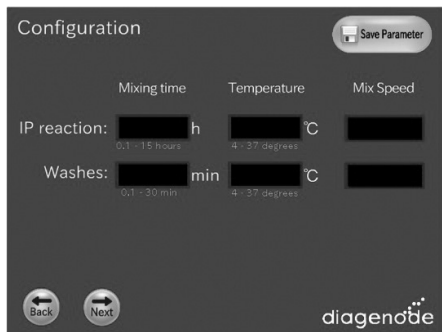 Configuration
Save Parameter
Mixing time Temperature Mix Speed
IP reaction: h °C
0.1 - 15 hours 4 - 37 degrees
Washes: min °C
0.1 - 30 min 4 - 37 degrees
Back Next
diagenode